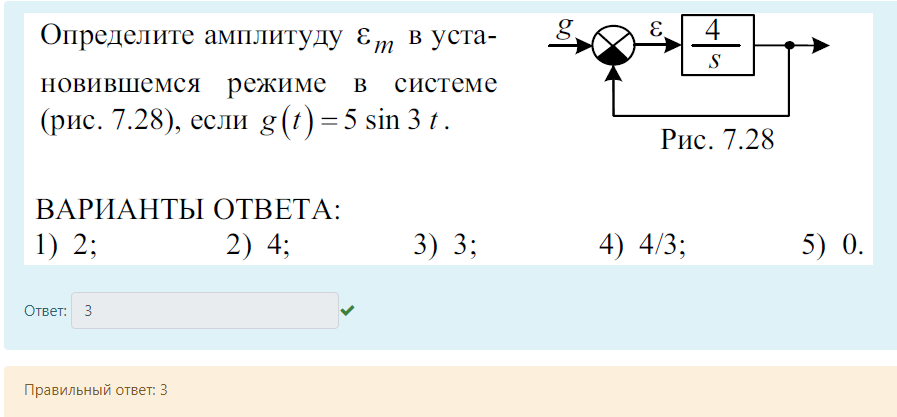 Определите амплитуду εm в уста-
новившемся режиме в системе
(рис. 7.28), если g(t) = 5 sin 3 t.
g ε 4/s
Рис. 7.28
ВАРИАНТЫ ОТВЕТА:
1) 2; 2) 4; 3) 3; 4) 4/3; 5) 0.
Ответ: 3
Правильный ответ: 3